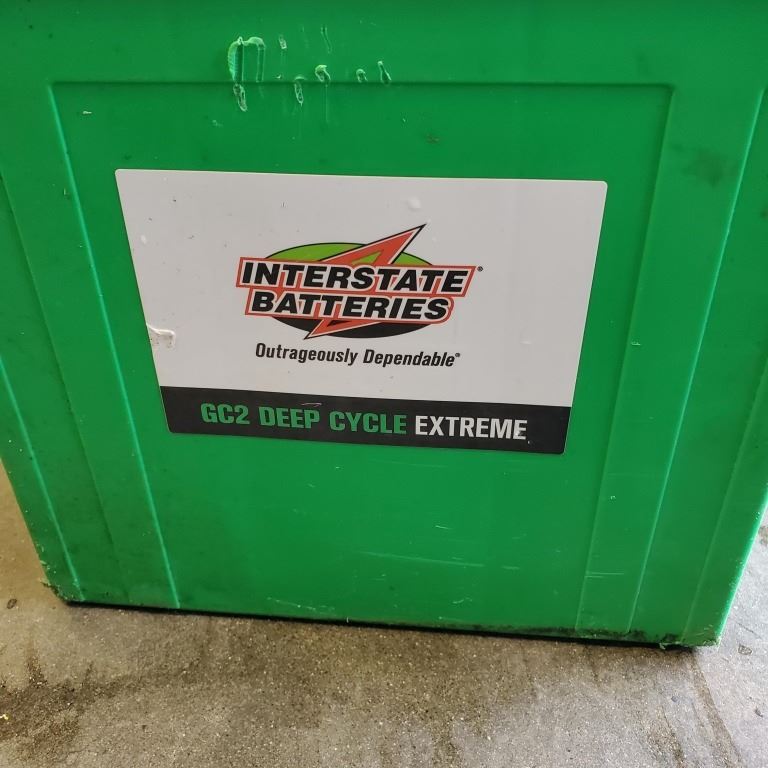 INTERSTATE®
BATTERIES
Outrageously Dependable®
GC2 DEEP CYCLE EXTREME